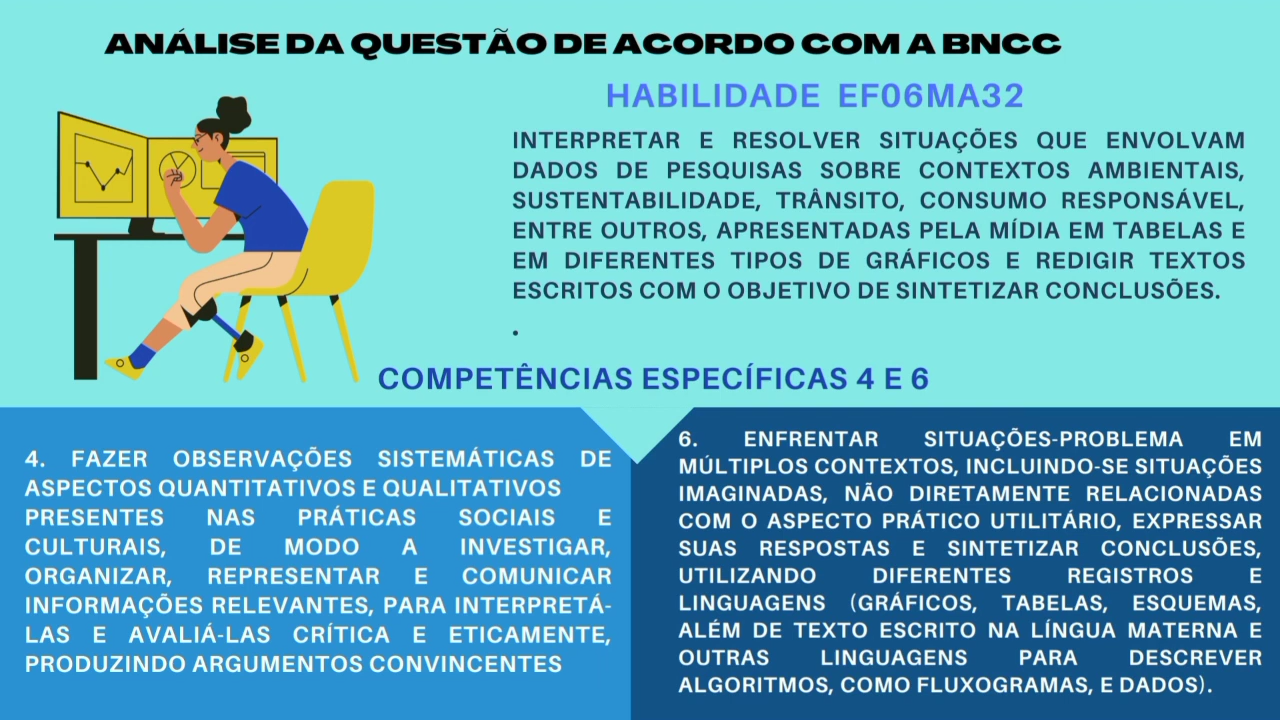 ANÁLISE DA QUESTÃO DE ACORDO COM A BNCC
HABILIDADE EF06MA32
INTERPRETAR E RESOLVER SITUAÇÕES QUE ENVOLVAM
DADOS DE PESQUISAS SOBRE CONTEXTOS AMBIENTAIS,
SUSTENTABILIDADE, TRÂNSITO, CONSUMO RESPONSÁVEL,
ENTRE OUTROS, APRESENTADAS PELA MÍDIA EM TABELAS E
EM DIFERENTES TIPOS DE GRÁFICOS E REDIGIR TEXTOS
ESCRITOS COM O OBJETIVO DE SINTETIZAR CONCLUSÕES.
.
COMPETÊNCIAS ESPECÍFICAS 4 E 6
4. FAZER OBSERVAÇÕES SISTEMÁTICAS DE
ASPECTOS QUANTITATIVOS E QUALITATIVOS
PRESENTES NAS PRÁTICAS SOCIAIS E
CULTURAIS, DE MODO A INVESTIGAR,
ORGANIZAR, REPRESENTAR E COMUNICAR
INFORMAÇÕES RELEVANTES, PARA INTERPRETÁ-
LAS E AVALIÁ-LAS CRÍTICA E ETICAMENTE,
PRODUZINDO ARGUMENTOS CONVINCENTES
6. ENFRENTAR SITUAÇÕES-PROBLEMA EM
MÚLTIPLOS CONTEXTOS, INCLUINDO-SE SITUAÇÕES
IMAGINADAS, NÃO DIRETAMENTE RELACIONADAS
COM O ASPECTO PRÁTICO UTILITÁRIO, EXPRESSAR
SUAS RESPOSTAS E SINTETIZAR CONCLUSÕES,
UTILIZANDO DIFERENTES REGISTROS E
LINGUAGENS (GRÁFICOS, TABELAS, ESQUEMAS,
ALÉM DE TEXTO ESCRITO NA LÍNGUA MATERNA E
OUTRAS LINGUAGENS PARA DESCREVER
ALGORITMOS, COMO FLUXOGRAMAS, E DADOS).